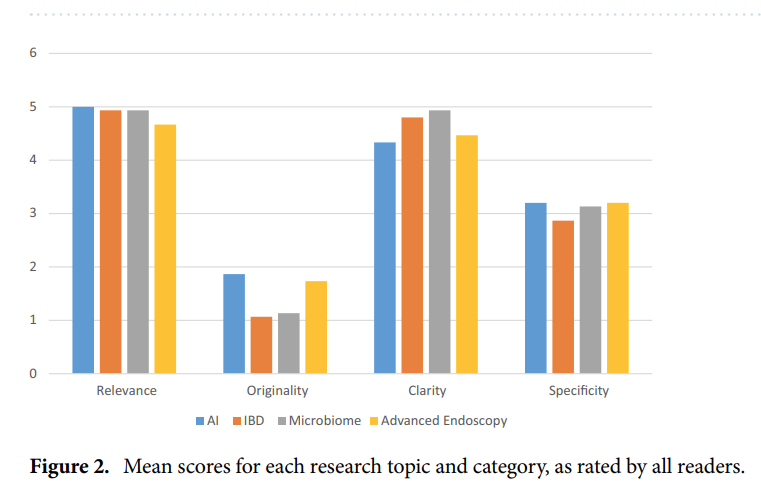 6
5
4
3
2
1
0
Relevance Originality Clarity Specificity
AI IBD Microbiome Advanced Endoscopy
Figure 2. Mean scores for each research topic and category, as rated by all readers.